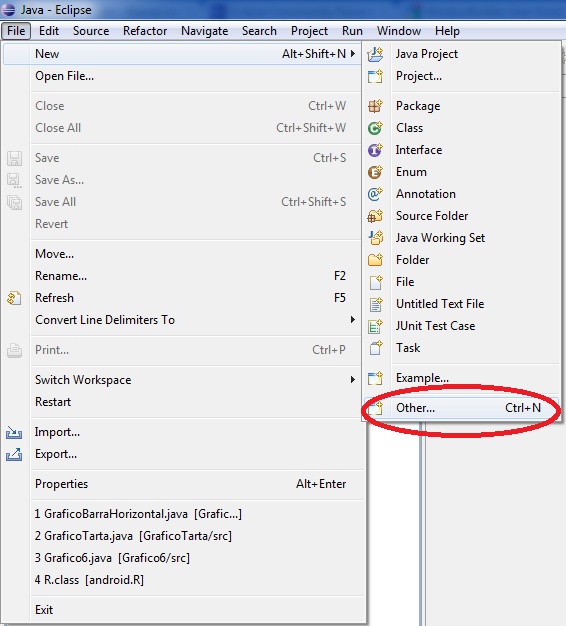 Java - Eclipse
File Edit Source Refactor Navigate Search Project Run Window Help
New Alt+Shift+N
Open File...
Close Ctrl+W
Close All Ctrl+Shift+W
Save Ctrl+S
Save As...
Save All Ctrl+Shift+S
Revert
Move...
Rename... F2
Refresh F5
Convert Line Delimiters To
Print... Ctrl+P
Switch Workspace
Restart
Import...
Export...
Properties Alt+Enter
1 GraficoBarraHorizontal.java [Grafic...]
2 GraficoTarta.java [GraficoTarta/src]
3 Grafico6.java [Grafico6/src]
4 R.class [android.R]
Exit
Java Project
Project...
Package
Class
Interface
Enum
Annotation
Source Folder
Java Working Set
Folder
File
Untitled Text File
JUnit Test Case
Task
Example...
Other... Ctrl+N